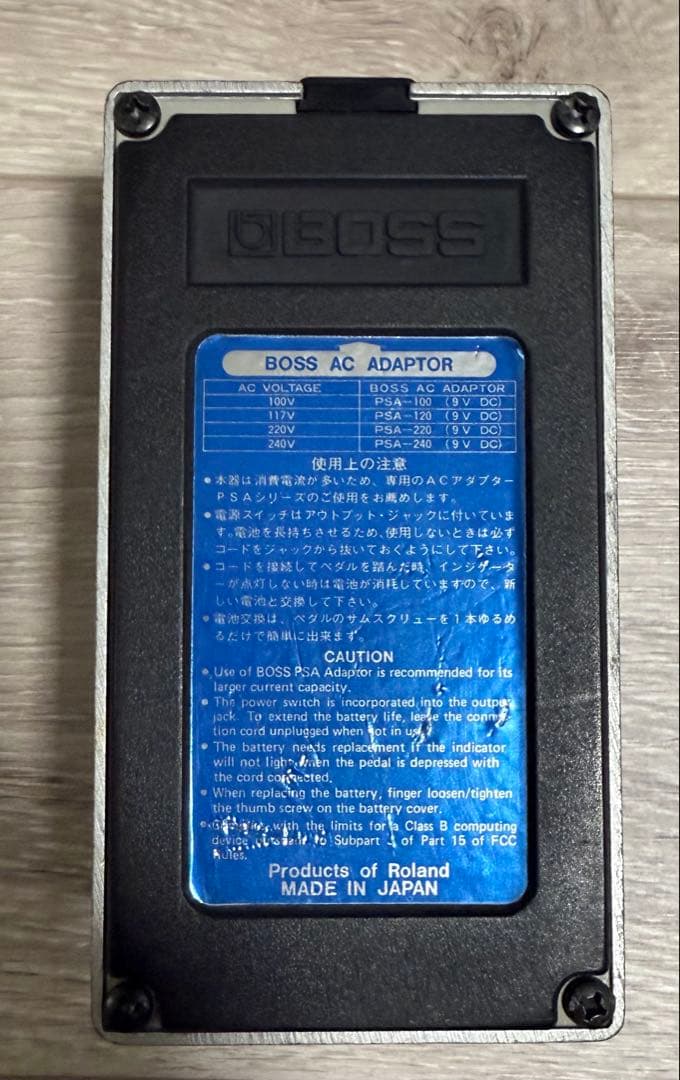 BOSS
BOSS AC ADAPTOR
AC VOLTAGE BOSS AC ADAPTOR
100V PSA-100 (9V DC)
117V PSA-120 (9V DC)
220V PSA-220 (9V DC)
240V PSA-240 (9V DC)
使用上の注意
● 本器は消費電流が多いため、専用のACアダプター
PSAシリーズのご使用をお薦めします。
● 電源スイッチはアウトプット・ジャックに付いていま
す。電池を長持ちさせるため、使用しないときは必ず
コードをジャックから抜いておくようにして下さい。
● コードを接続してペダルを踏んだ時、インジケータ
ーが点灯しない時は電池が消耗していますので、新
しい電池と交換して下さい。
● 電池交換は、ペダルのサムスクリューを1本ゆるめ
るだけで簡単に出来ます。
CAUTION
● Use of BOSS PSA Adaptor is recommended for its
larger current capacity.
● The power switch is incorporated into the output
jack. To extend the battery life, leave the connec-
tion cord unplugged when not in use.
● The battery needs replacement if the indicator
will not light when the pedal is depressed with
the cord connected.
● When replacing the battery, finger loosen/tighten
the thumb screw on the battery cover.
● with the limits for a Class B computing
device to Subpart of Part 15 of FCC
Rules.
Products of Roland
MADE IN JAPAN